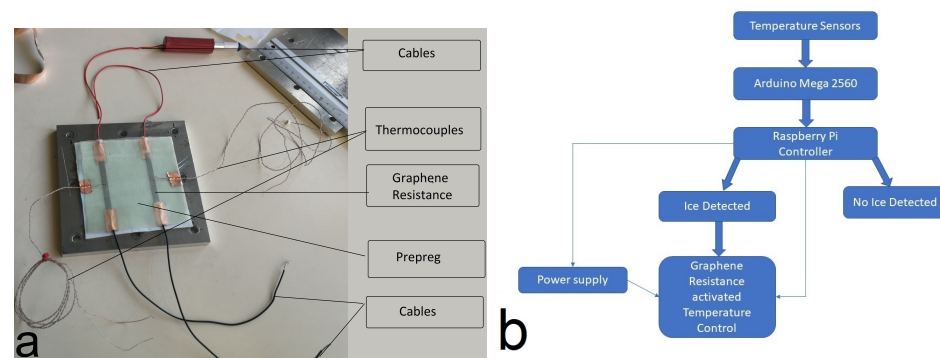 Cables
Thermocouples
Graphene
Resistance
Prepreg
Cables
a
Temperature Sensors
Arduino Mega 2560
Raspberry Pi
Controller
Ice Detected
No Ice Detected
Power supply
Graphene
Resistance
activated
Temperature
Control
b